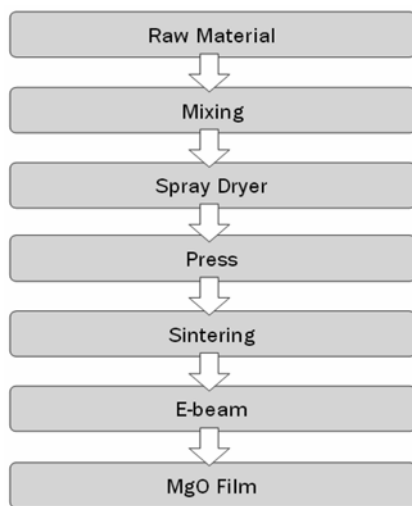 Raw Material
Mixing
Spray Dryer
Press
Sintering
E-beam
MgO Film